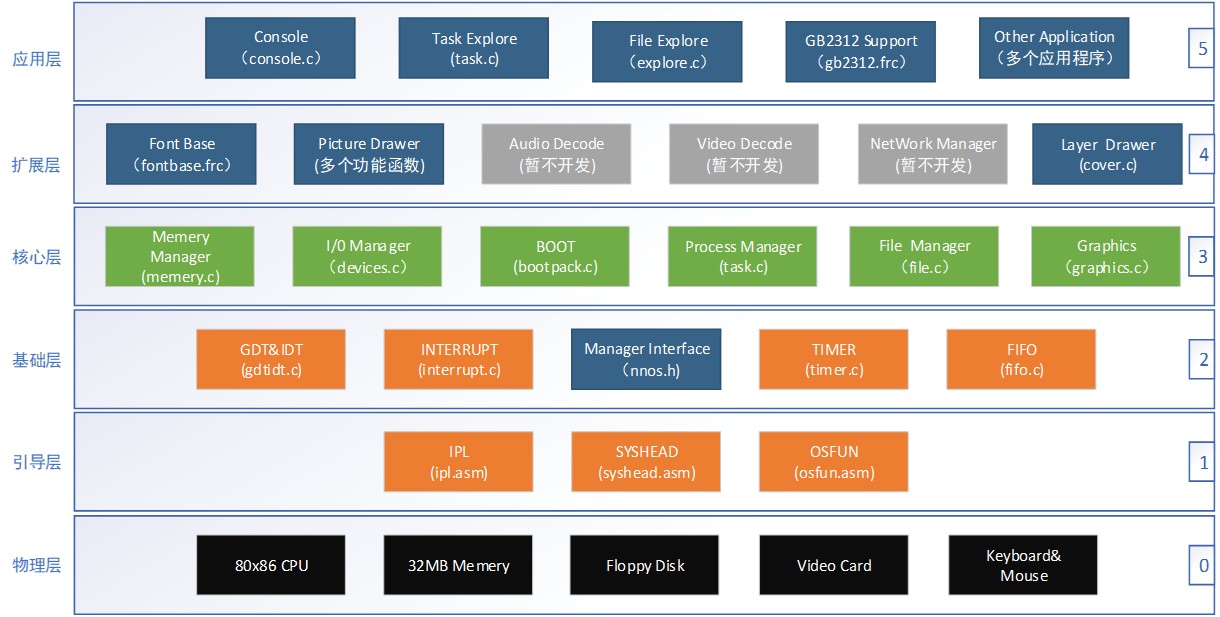 应用层
Console
（console.c）
Task Explore
(task.c)
File Explore
（explore.c）
GB2312 Support
（gb2312.frc）
Other Application
（多个应用程序）
5
扩展层
Font Base
（fontbase.frc）
Picture Drawer
(多个功能函数)
Audio Decode
(暂不开发)
Video Decode
(暂不开发)
NetWork Manager
(暂不开发)
Layer Drawer
(cover.c)
4
核心层
Memery
Manager
(memery.c)
I/0 Manager
（devices.c）
BOOT
(bootpack.c)
Process Manager
(task.c)
File Manager
（file.c）
Graphics
（graphics.c）
3
基础层
GDT&IDT
(gdtidt.c)
INTERRUPT
(interrupt.c)
Manager Interface
（nnos.h）
TIMER
(timer.c)
FIFO
(fifo.c)
2
引导层
IPL
(ipl.asm)
SYSHEAD
(syshead.asm)
OSFUN
(osfun.asm)
1
物理层
80x86 CPU
32MB Memery
Floppy Disk
Video Card
Keyboard&
Mouse
0